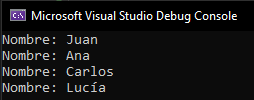 Microsoft Visual Studio Debug Console
Nombre: Juan
Nombre: Ana
Nombre: Carlos
Nombre: Lucía